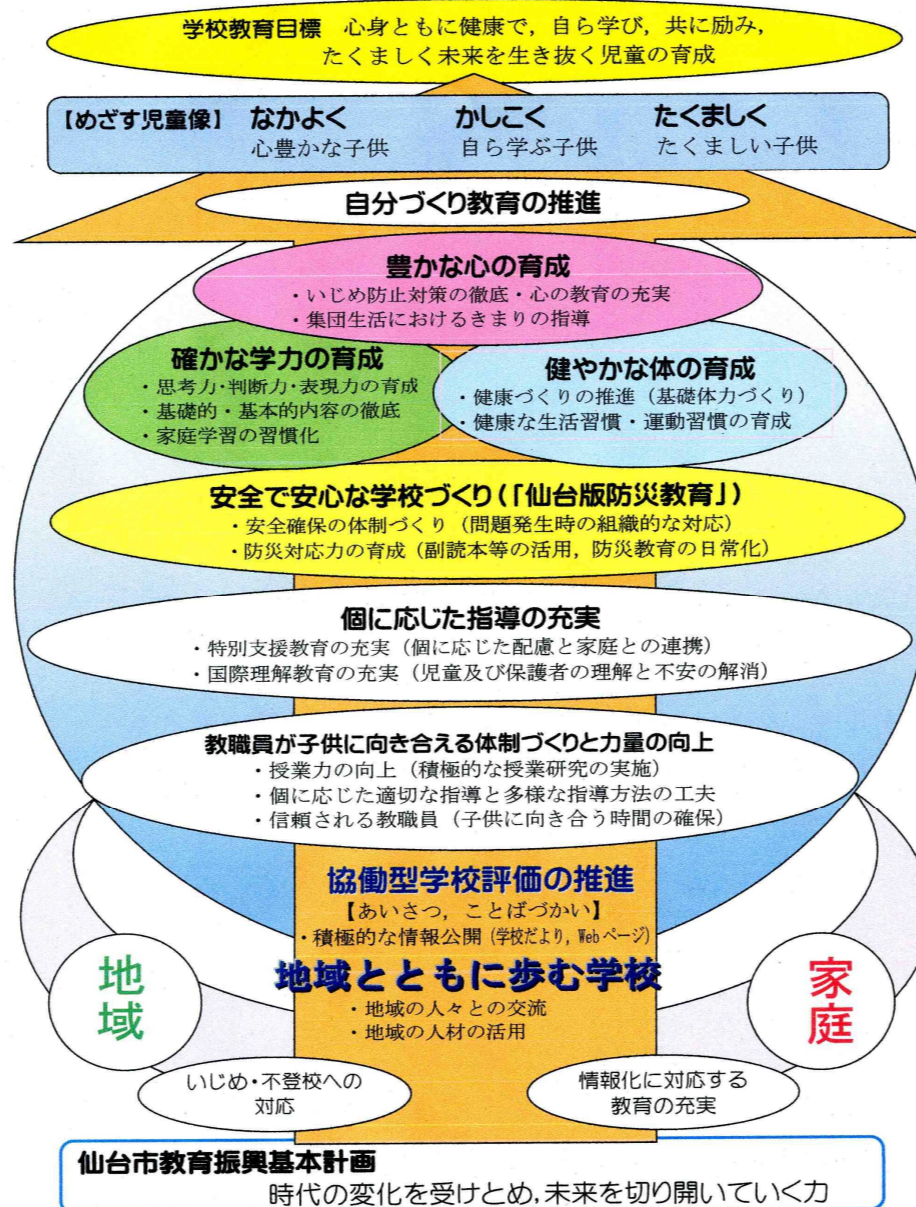 学校教育目標 心身ともに健康で，自ら学び，共に励み，
たくましく未来を生き抜く児童の育成
【めざす児童像】 なかよく かしこく たくましく
心豊かな子供 自ら学ぶ子供 たくましい子供
自分づくり教育の推進
豊かな心の育成
・いじめ防止対策の徹底・心の教育の充実
・集団生活におけるきまりの指導
確かな学力の育成
・思考力・判断力・表現力の育成
・基礎的・基本的内容の徹底
・家庭学習の習慣化
健やかな体の育成
・健康づくりの推進（基礎体力づくり）
・健康な生活習慣・運動習慣の育成
安全で安心な学校づくり(「仙台版防災教育」)
・安全確保の体制づくり（問題発生時の組織的な対応）
・防災対応力の育成（副読本等の活用，防災教育の日常化）
個に応じた指導の充実
・特別支援教育の充実（個に応じた配慮と家庭との連携）
・国際理解教育の充実（児童及び保護者の理解と不安の解消）
教職員が子供に向き合える体制づくりと力量の向上
・授業力の向上（積極的な授業研究の実施）
・個に応じた適切な指導と多様な指導方法の工夫
・信頼される教職員（子供に向き合う時間の確保）
協働型学校評価の推進
【あいさつ，ことばづかい】
・積極的な情報公開(学校だより，Webページ)
地域とともに歩む学校
・地域の人々との交流
・地域の人材の活用
地域
家庭
いじめ・不登校への
対応
情報化に対応する
教育の充実
仙台市教育振興基本計画
時代の変化を受けとめ，未来を切り開いていく力